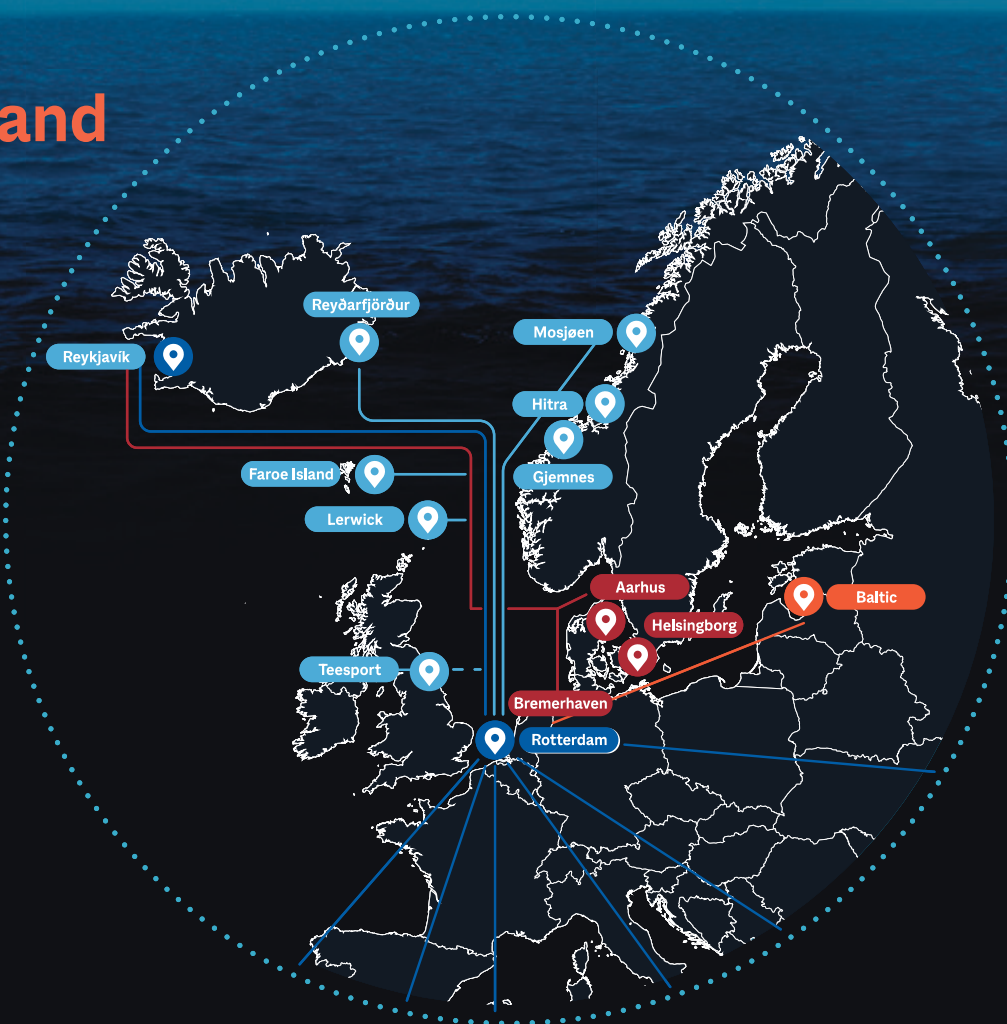 and
Reyðarfjörður
Mosjøen
Reykjavík
Hitra
Faroe Island
Gjemnes
Lerwick
Aarhus
Baltic
Helsingborg
Teesport
Bremerhaven
Rotterdam